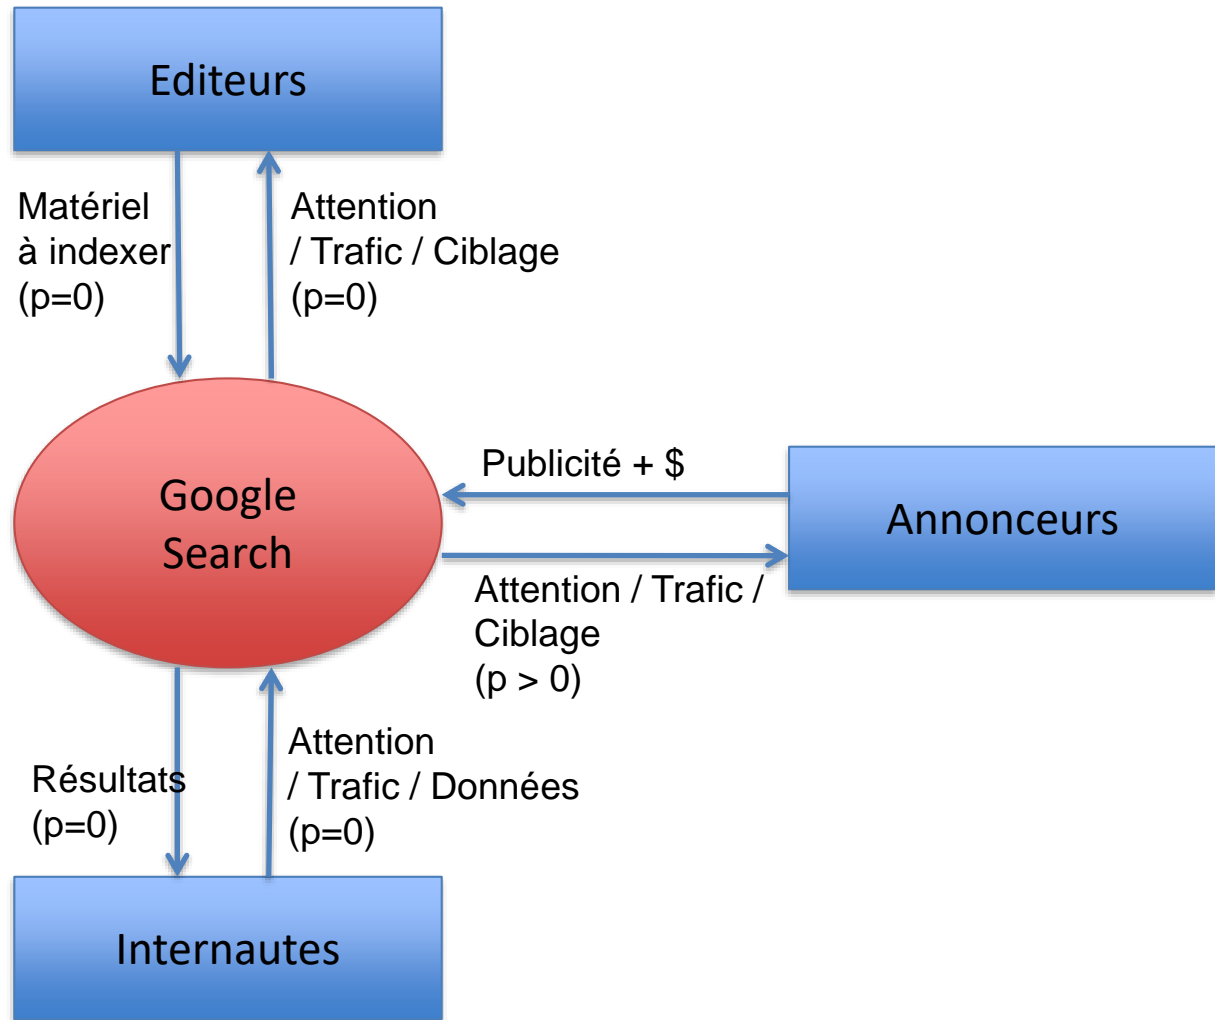 Editeurs
Matériel
à indexer
(p=0)
Attention
/ Trafic / Ciblage
(p=0)
Google
Search
Publicité + $
Annonceurs
Attention / Trafic /
Ciblage
(p > 0)
Résultats
(p=0)
Attention
/ Trafic / Données
(p=0)
Internautes